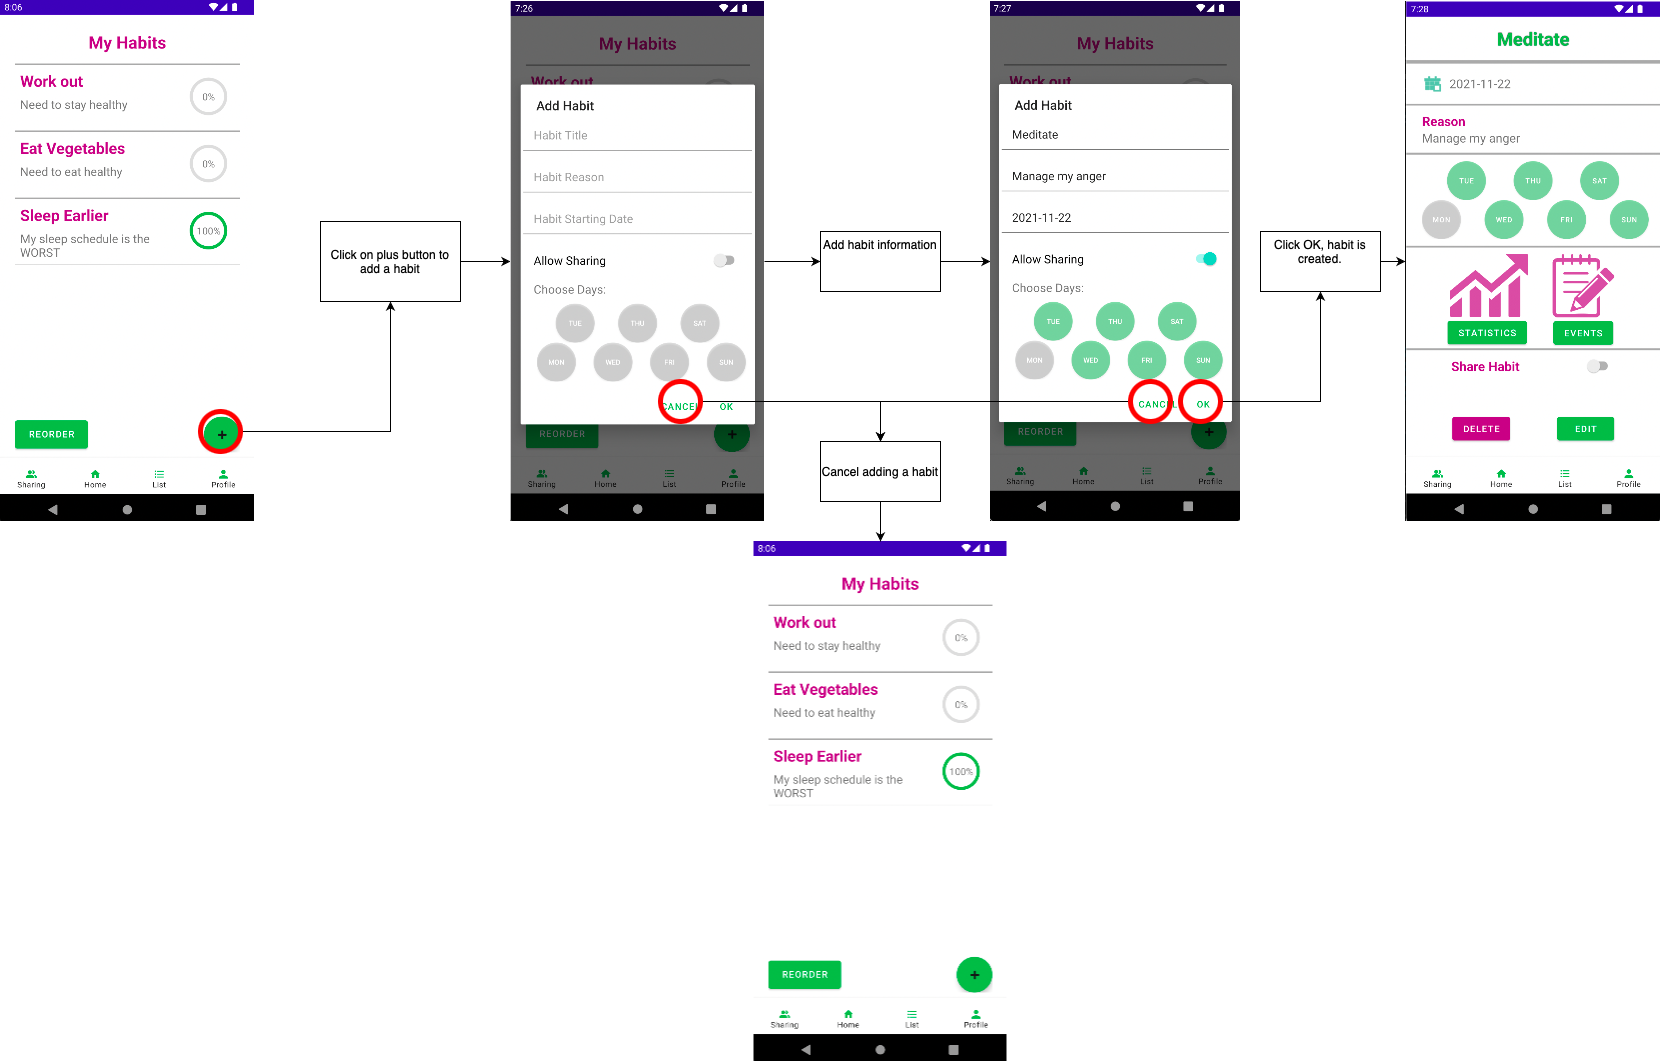 8:06
My Habits
Work out
Need to stay healthy
0%
Eat Vegetables
Need to eat healthy
0%
Sleep Earlier
My sleep schedule is the
WORST
100%
REORDER
+
Sharing
Home
List
Profile
Click on plus button to
add a habit
7:26
My Habits
Work out
Add Habit
Habit Title
Habit Reason
Habit Starting Date
Allow Sharing
Choose Days:
TUE
THU
SAT
MON
WED
FRI
SUN
CANCEL
OK
REORDER
+
Sharing
Home
List
Profile
Add habit information
7:27
My Habits
Work out
Add Habit
Meditate
Manage my anger
2021-11-22
Allow Sharing
Choose Days:
TUE
THU
SAT
MON
WED
FRI
SUN
CANCEL
OK
REORDER
+
Sharing
Home
List
Profile
Click OK, habit is
created.
7:28
Meditate
2021-11-22
Reason
Manage my anger
TUE
THU
SAT
MON
WED
FRI
SUN
STATISTICS
EVENTS
Share Habit
DELETE
EDIT
Sharing
Home
List
Profile
Cancel adding a habit
8:06
My Habits
Work out
Need to stay healthy
0%
Eat Vegetables
Need to eat healthy
0%
Sleep Earlier
My sleep schedule is the
WORST
100%
REORDER
+
Sharing
Home
List
Profile